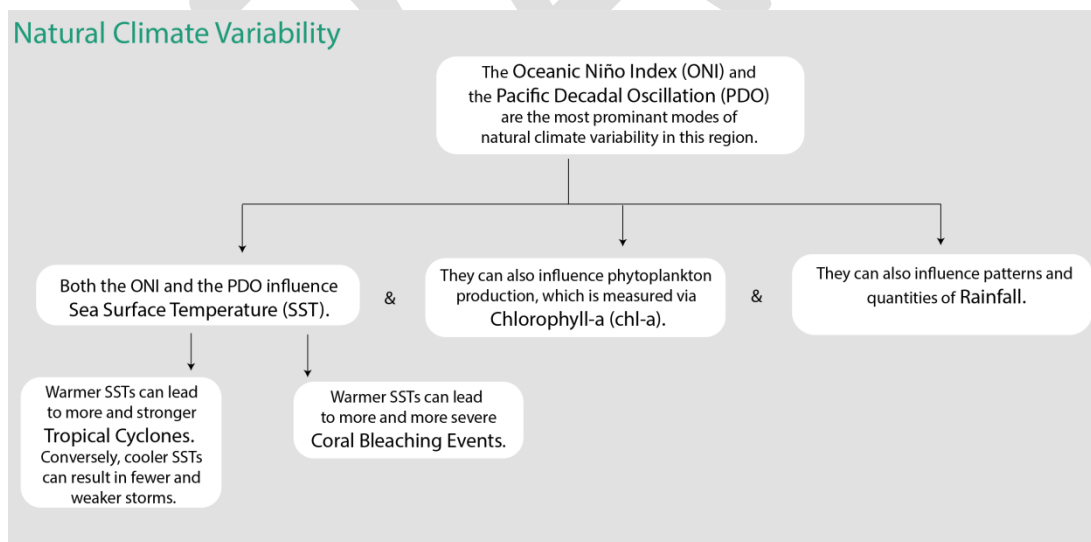 Natural Climate Variability
The Oceanic Niño Index (ONI) and
the Pacific Decadal Oscillation (PDO)
are the most prominant modes of
natural climate variability in this region.
Both the ONI and the PDO influence
Sea Surface Temperature (SST).
&
They can also influence phytoplankton
production, which is measured via
Chlorophyll-a (chl-a).
&
They can also influence patterns and
quantities of Rainfall.
Warmer SSTs can lead
to more and stronger
Tropical Cyclones.
Conversely, cooler SSTs
can result in fewer and
weaker storms.
Warmer SSTs can lead
to more and more severe
Coral Bleaching Events.